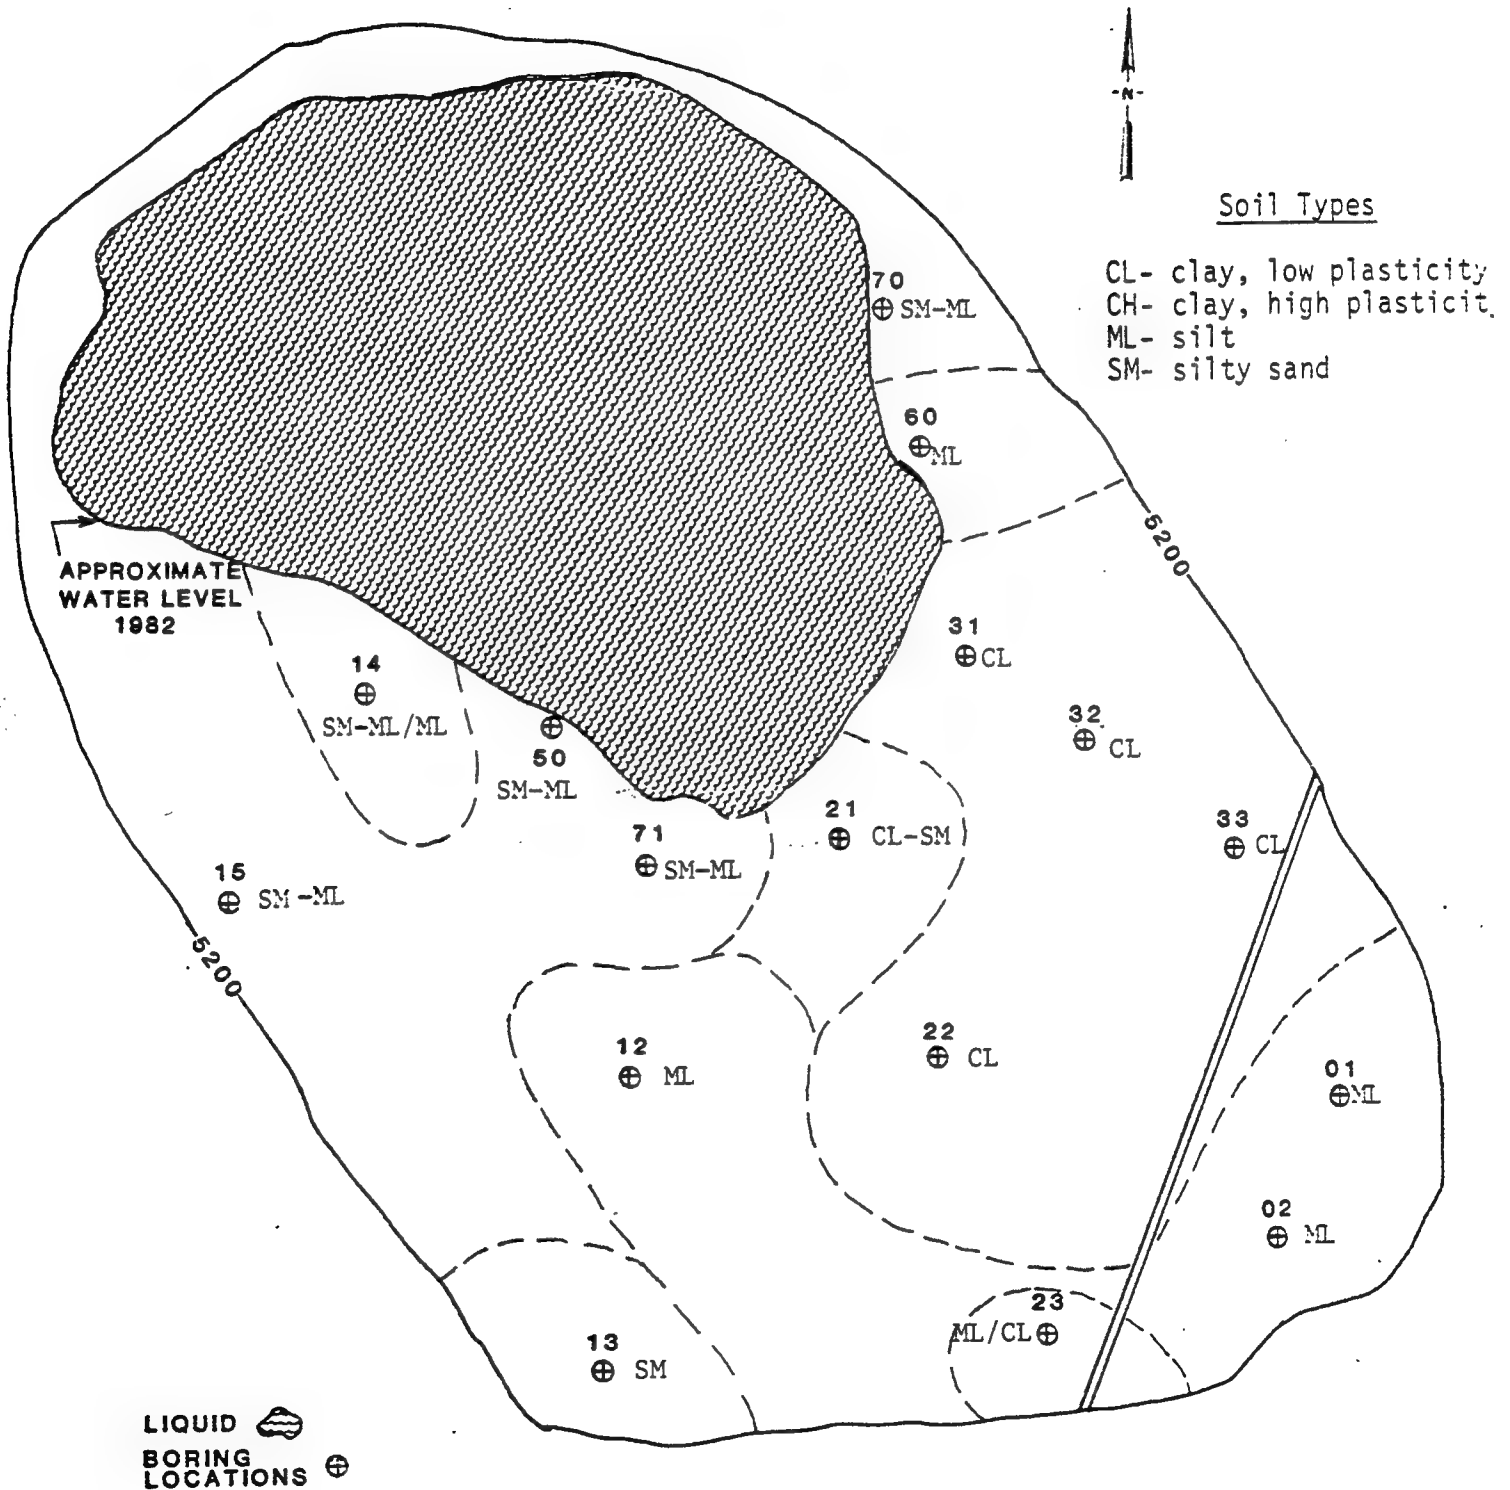 -N-
Soil Types
CL- clay, low plasticity
CH- clay, high plasticit
ML- silt
SM- silty sand
70
SM-ML
60
ML
5200
APPROXIMATE
WATER LEVEL
1982
31
CL
14
SM-ML/ML
32
CL
50
SM-ML
21
CL-SM
33
CL
71
SM-ML
15
SM-ML
5200
12
ML
22
CL
01
ML
02
ML
23
ML/CL
13
SM
LIQUID
BORING
LOCATIONS